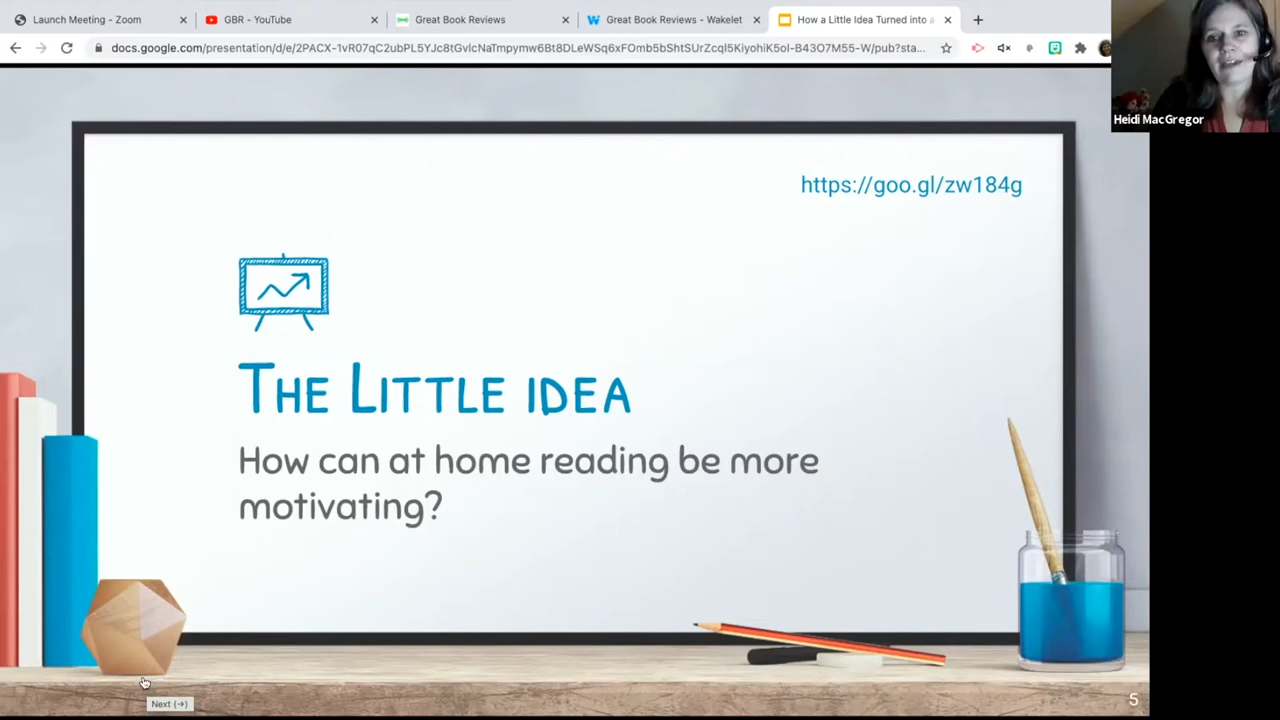 Launch Meeting - Zoom
GBR - YouTube
Great Book Reviews
Great Book Reviews - Wakelet
How a Little Idea Turned into a
docs.google.com/presentation/d/e/2PACX-1vR07qC2ubPL5YJc8tGvlcNaTmpymw6Bt8DLeWSq6xFOmb5bShtSUrZcqI5KiyohiK5oI-B43O7M55-W/pub?sta...
Heidi MacGregor
https://goo.gl/zw184g
The Little idea
How can at home reading be more
motivating?
Next (→)
5